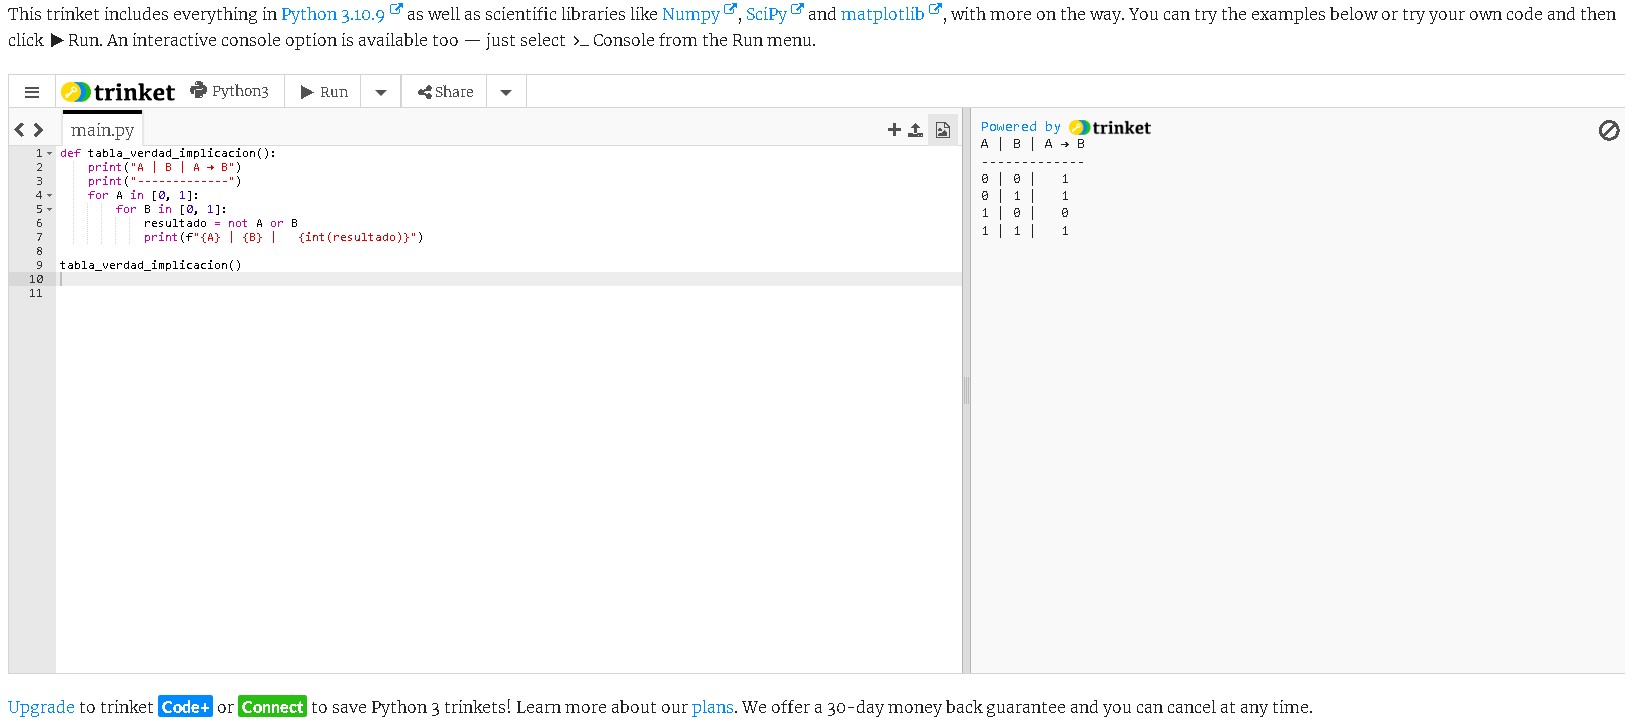 This trinket includes everything in Python 3.10.9 as well as scientific libraries like Numpy, SciPy and matplotlib, with more on the way. You can try the examples below or try your own code and then
click ▶ Run. An interactive console option is available too — just select >_ Console from the Run menu.
trinket Python3 Run Share
main.py
1 def tabla_verdad_implicacion():
2     print("A | B | A → B")
3     print("-------------")
4     for A in [0, 1]:
5         for B in [0, 1]:
6             resultado = not A or B
7             print(f"{A} | {B} |   {int(resultado)}")
8
9 tabla_verdad_implicacion()
10
11
Powered by trinket
A | B | A → B
-------------
0 | 0 |   1
0 | 1 |   1
1 | 0 |   0
1 | 1 |   1
Upgrade to trinket Code+ or Connect to save Python 3 trinkets! Learn more about our plans. We offer a 30-day money back guarantee and you can cancel at any time.